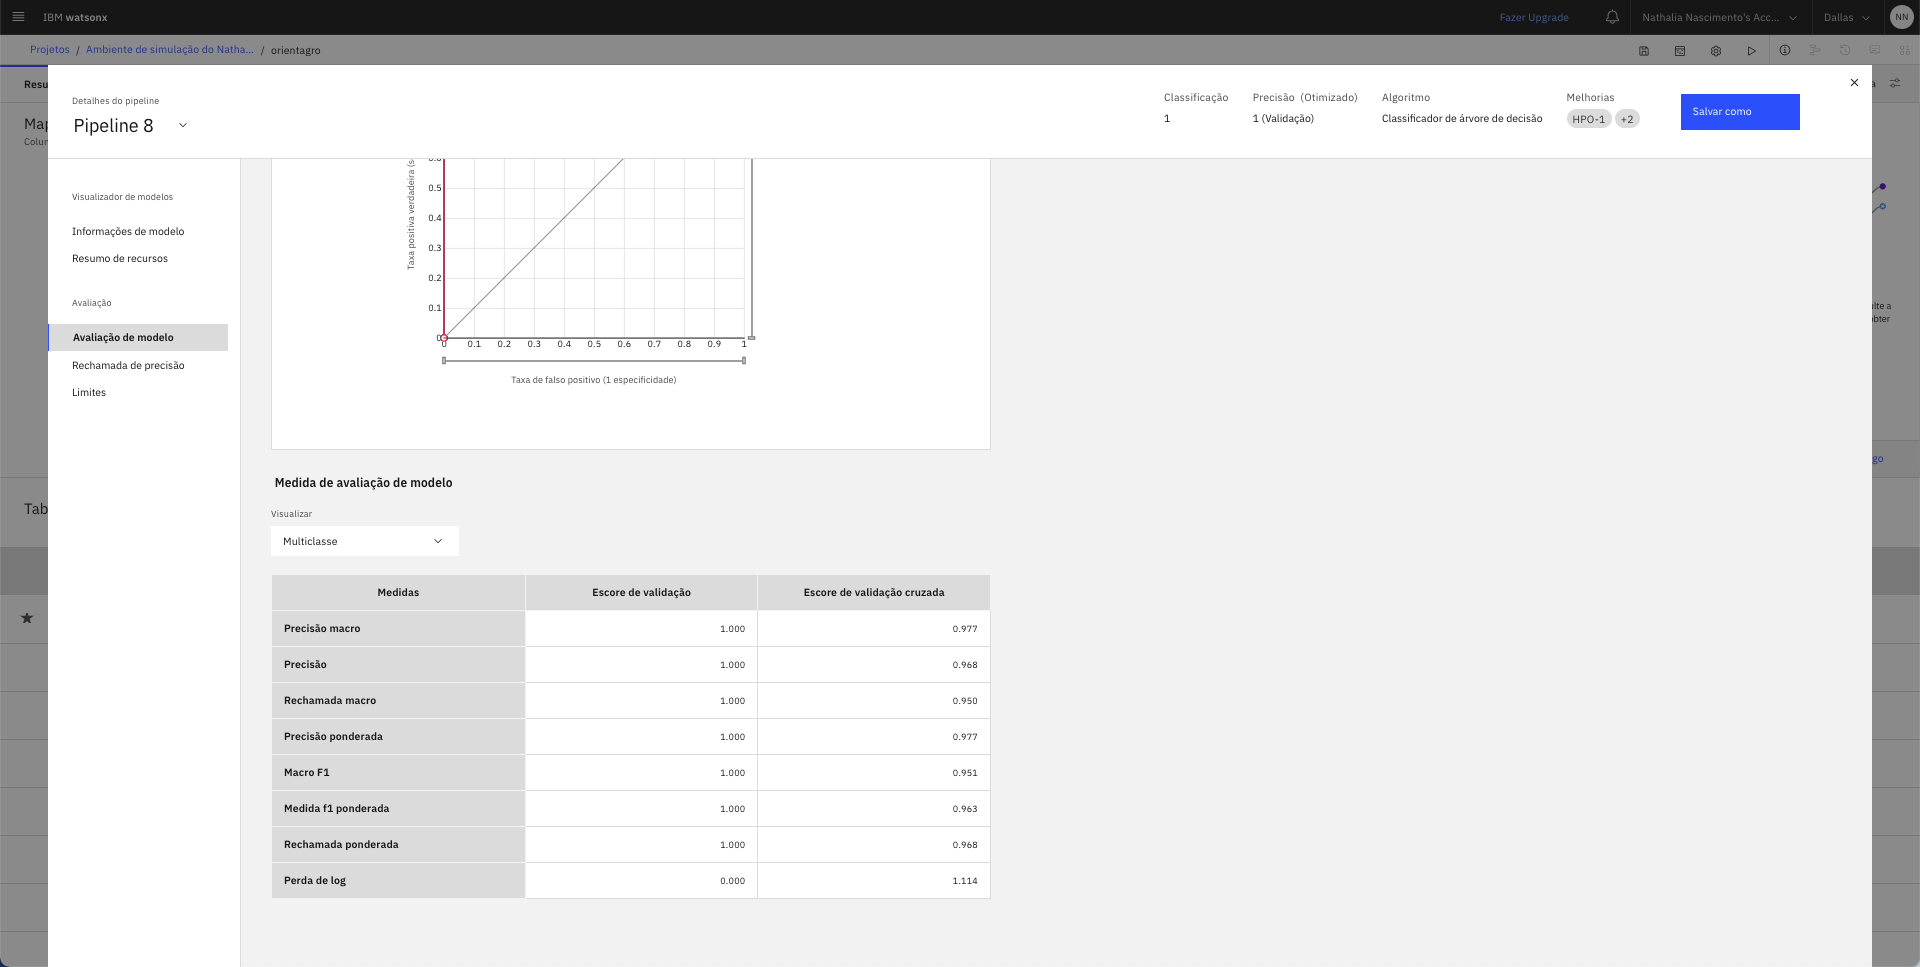 IBM watsonx
Fazer Upgrade
Nathalia Nascimento's Acc...
Dallas
NN
Projetos / Ambiente de simulação do Natha... / orientagro
Resu
Detalhes do pipeline
Pipeline 8
Classificação
1
Precisão (Otimizado)
1 (Validação)
Algoritmo
Classificador de árvore de decisão
Melhorias
HPO-1 +2
Salvar como
Map
Colun
Visualizador de modelos
Informações de modelo
Resumo de recursos
Avaliação
Avaliação de modelo
Rechamada de precisão
Limites
Taxa positiva verdadeira (s
0.6
0.5
0.4
0.3
0.2
0.1
0
0 0.1 0.2 0.3 0.4 0.5 0.6 0.7 0.8 0.9 1
Taxa de falso positivo (1 especificidade)
lte a
obter
go
Tab
Medida de avaliação de modelo
Visualizar
Multiclasse
Medidas Escore de validação Escore de validação cruzada
Precisão macro 1.000 0.977
Precisão 1.000 0.968
Rechamada macro 1.000 0.950
Precisão ponderada 1.000 0.977
Macro F1 1.000 0.951
Medida f1 ponderada 1.000 0.963
Rechamada ponderada 1.000 0.968
Perda de log 0.000 1.114